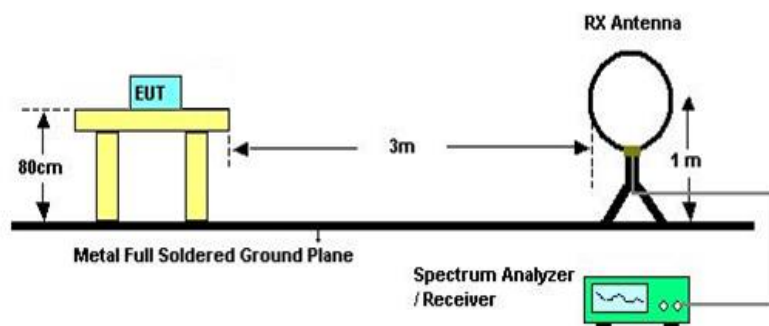 RX Antenna
EUT
3m
80cm
1 m
Metal Full Soldered Ground Plane
Spectrum Analyzer
/ Receiver